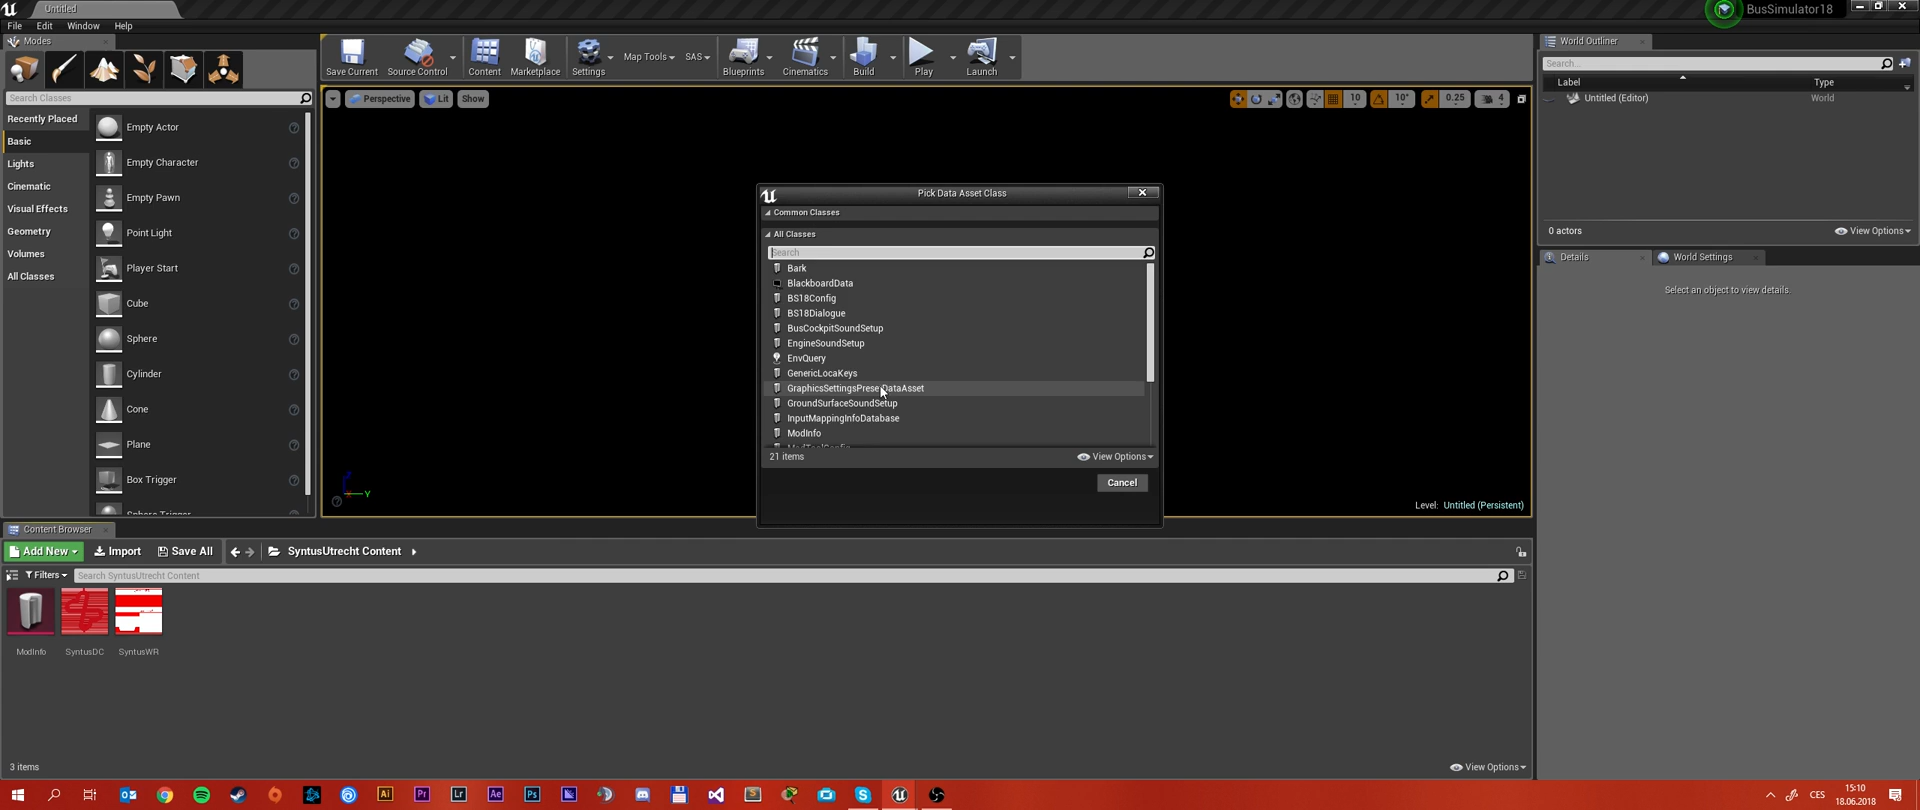 Untitled
BusSimulator18
File Edit Window Help
Modes
Search Classes
Recently Placed
Basic
Lights
Cinematic
Visual Effects
Geometry
Volumes
All Classes
Empty Actor
Empty Character
Empty Pawn
Point Light
Player Start
Cube
Sphere
Cylinder
Cone
Plane
Box Trigger
Sphere Trigger
Save Current
Source Control
Content
Marketplace
Settings
Map Tools
SAS
Blueprints
Cinematics
Build
Play
Launch
Perspective
Lit
Show
10
10°
0.25
4
Y
Level: Untitled (Persistent)
Pick Data Asset Class
Common Classes
All Classes
Search
Bark
BlackboardData
BS18Config
BS18Dialogue
BusCockpitSoundSetup
EngineSoundSetup
EnvQuery
GenericLocaKeys
GraphicsSettingsPresetDataAsset
GroundSurfaceSoundSetup
InputMappingInfoDatabase
ModInfo
21 items
View Options
Cancel
World Outliner
Search...
Label Type
Untitled (Editor) World
0 actors
View Options
Details
World Settings
Select an object to view details.
Content Browser
Add New
Import
Save All
SyntusUtrecht Content
Filters
Search SyntusUtrecht Content
ModInfo
SyntusDC
SyntusWR
3 items
View Options
Ai
Pr
Lr
Ae
Ps
CES
15:10
18.06.2018